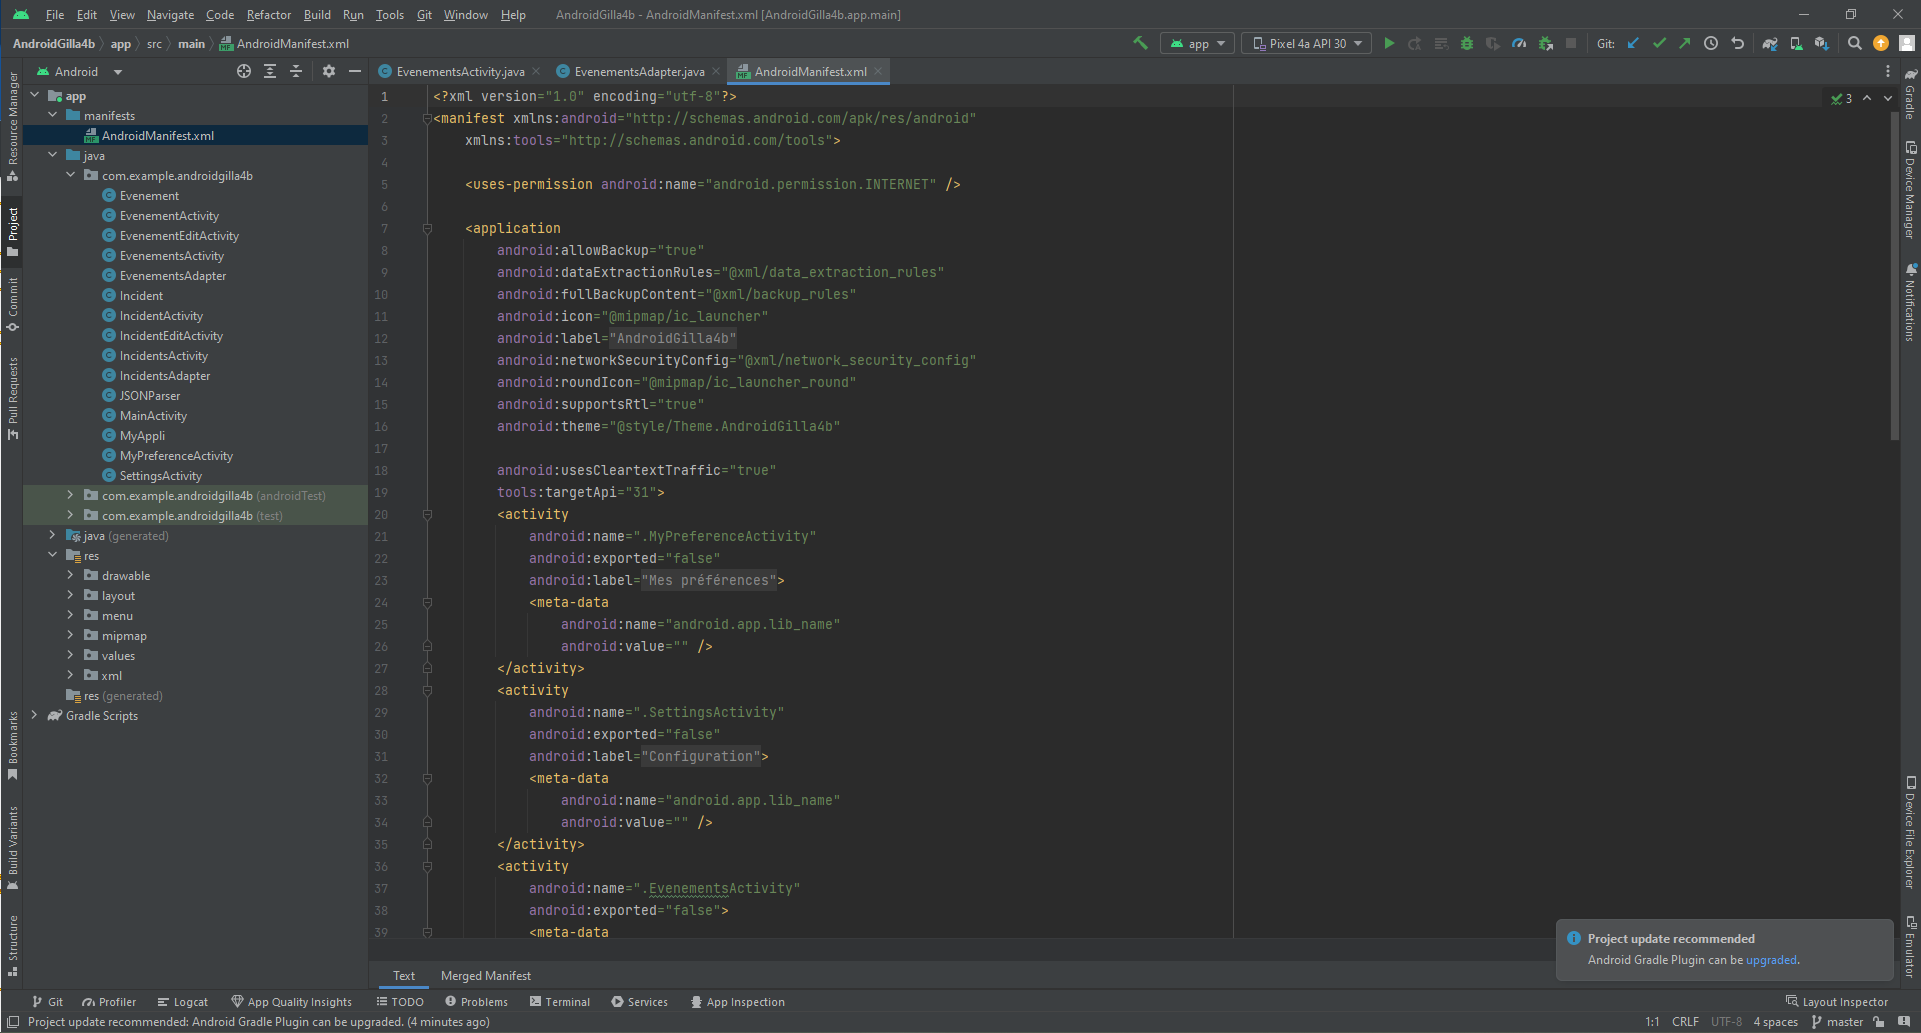 File Edit View Navigate Code Refactor Build Run Tools Git Window Help AndroidGilla4b - AndroidManifest.xml [AndroidGilla4b.app.main]
AndroidGilla4b app src main AndroidManifest.xml app Pixel 4a API 30 Git:
Android
EvenementsActivity.java EvenementsAdapter.java AndroidManifest.xml
Resource Manager
Project
Commit
Pull Requests
Bookmarks
Build Variants
Structure
app
manifests
AndroidManifest.xml
java
com.example.androidgilla4b
Evenement
EvenementActivity
EvenementEditActivity
EvenementsActivity
EvenementsAdapter
Incident
IncidentActivity
IncidentEditActivity
IncidentsActivity
IncidentsAdapter
JSONParser
MainActivity
MyAppli
MyPreferenceActivity
SettingsActivity
com.example.androidgilla4b (androidTest)
com.example.androidgilla4b (test)
java (generated)
res
drawable
layout
menu
mipmap
values
xml
res (generated)
Gradle Scripts
3
1 <?xml version="1.0" encoding="utf-8"?>
2 <manifest xmlns:android="http://schemas.android.com/apk/res/android"
3 xmlns:tools="http://schemas.android.com/tools">
4
5 <uses-permission android:name="android.permission.INTERNET" />
6
7 <application
8 android:allowBackup="true"
9 android:dataExtractionRules="@xml/data_extraction_rules"
10 android:fullBackupContent="@xml/backup_rules"
11 android:icon="@mipmap/ic_launcher"
12 android:label="AndroidGilla4b"
13 android:networkSecurityConfig="@xml/network_security_config"
14 android:roundIcon="@mipmap/ic_launcher_round"
15 android:supportsRtl="true"
16 android:theme="@style/Theme.AndroidGilla4b"
17
18 android:usesCleartextTraffic="true"
19 tools:targetApi="31">
20 <activity
21 android:name=".MyPreferenceActivity"
22 android:exported="false"
23 android:label="Mes préférences">
24 <meta-data
25 android:name="android.app.lib_name"
26 android:value="" />
27 </activity>
28 <activity
29 android:name=".SettingsActivity"
30 android:exported="false"
31 android:label="Configuration">
32 <meta-data
33 android:name="android.app.lib_name"
34 android:value="" />
35 </activity>
36 <activity
37 android:name=".EvenementsActivity"
38 android:exported="false">
39 <meta-data
Gradle
Device Manager
Notifications
Device File Explorer
Emulator
Project update recommended
Android Gradle Plugin can be upgraded.
Text Merged Manifest
Git Profiler Logcat App Quality Insights TODO Problems Terminal Services App Inspection Layout Inspector
Project update recommended: Android Gradle Plugin can be upgraded. (4 minutes ago) 1:1 CRLF UTF-8 4 spaces master